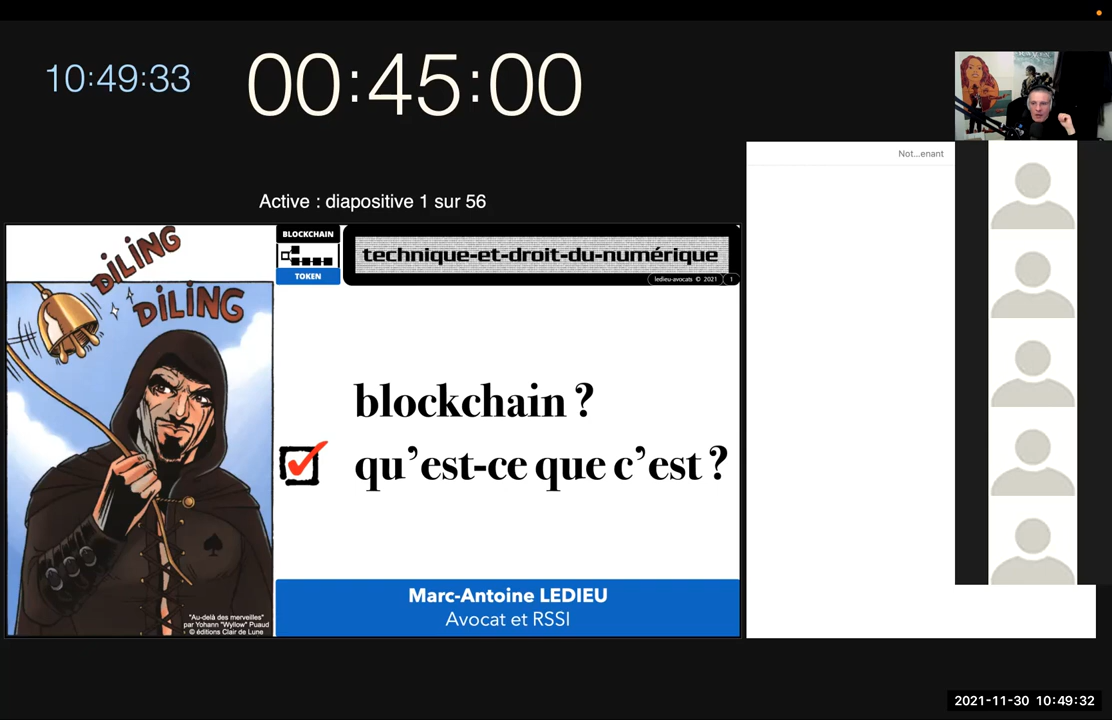 10:49:33
00:45:00
Not...enant
Active : diapositive 1 sur 56
DILING
DILING
BLOCKCHAIN
TOKEN
technique-et-droit-du-numérique
ledieu-avocats © 2021
1
blockchain ?
qu’est-ce que c’est ?
"Au-delà des merveilles"
par Yohann "Wyllow" Puaud
© éditions Clair de Lune
Marc-Antoine LEDIEU
Avocat et RSSI
2021-11-30 10:49:32